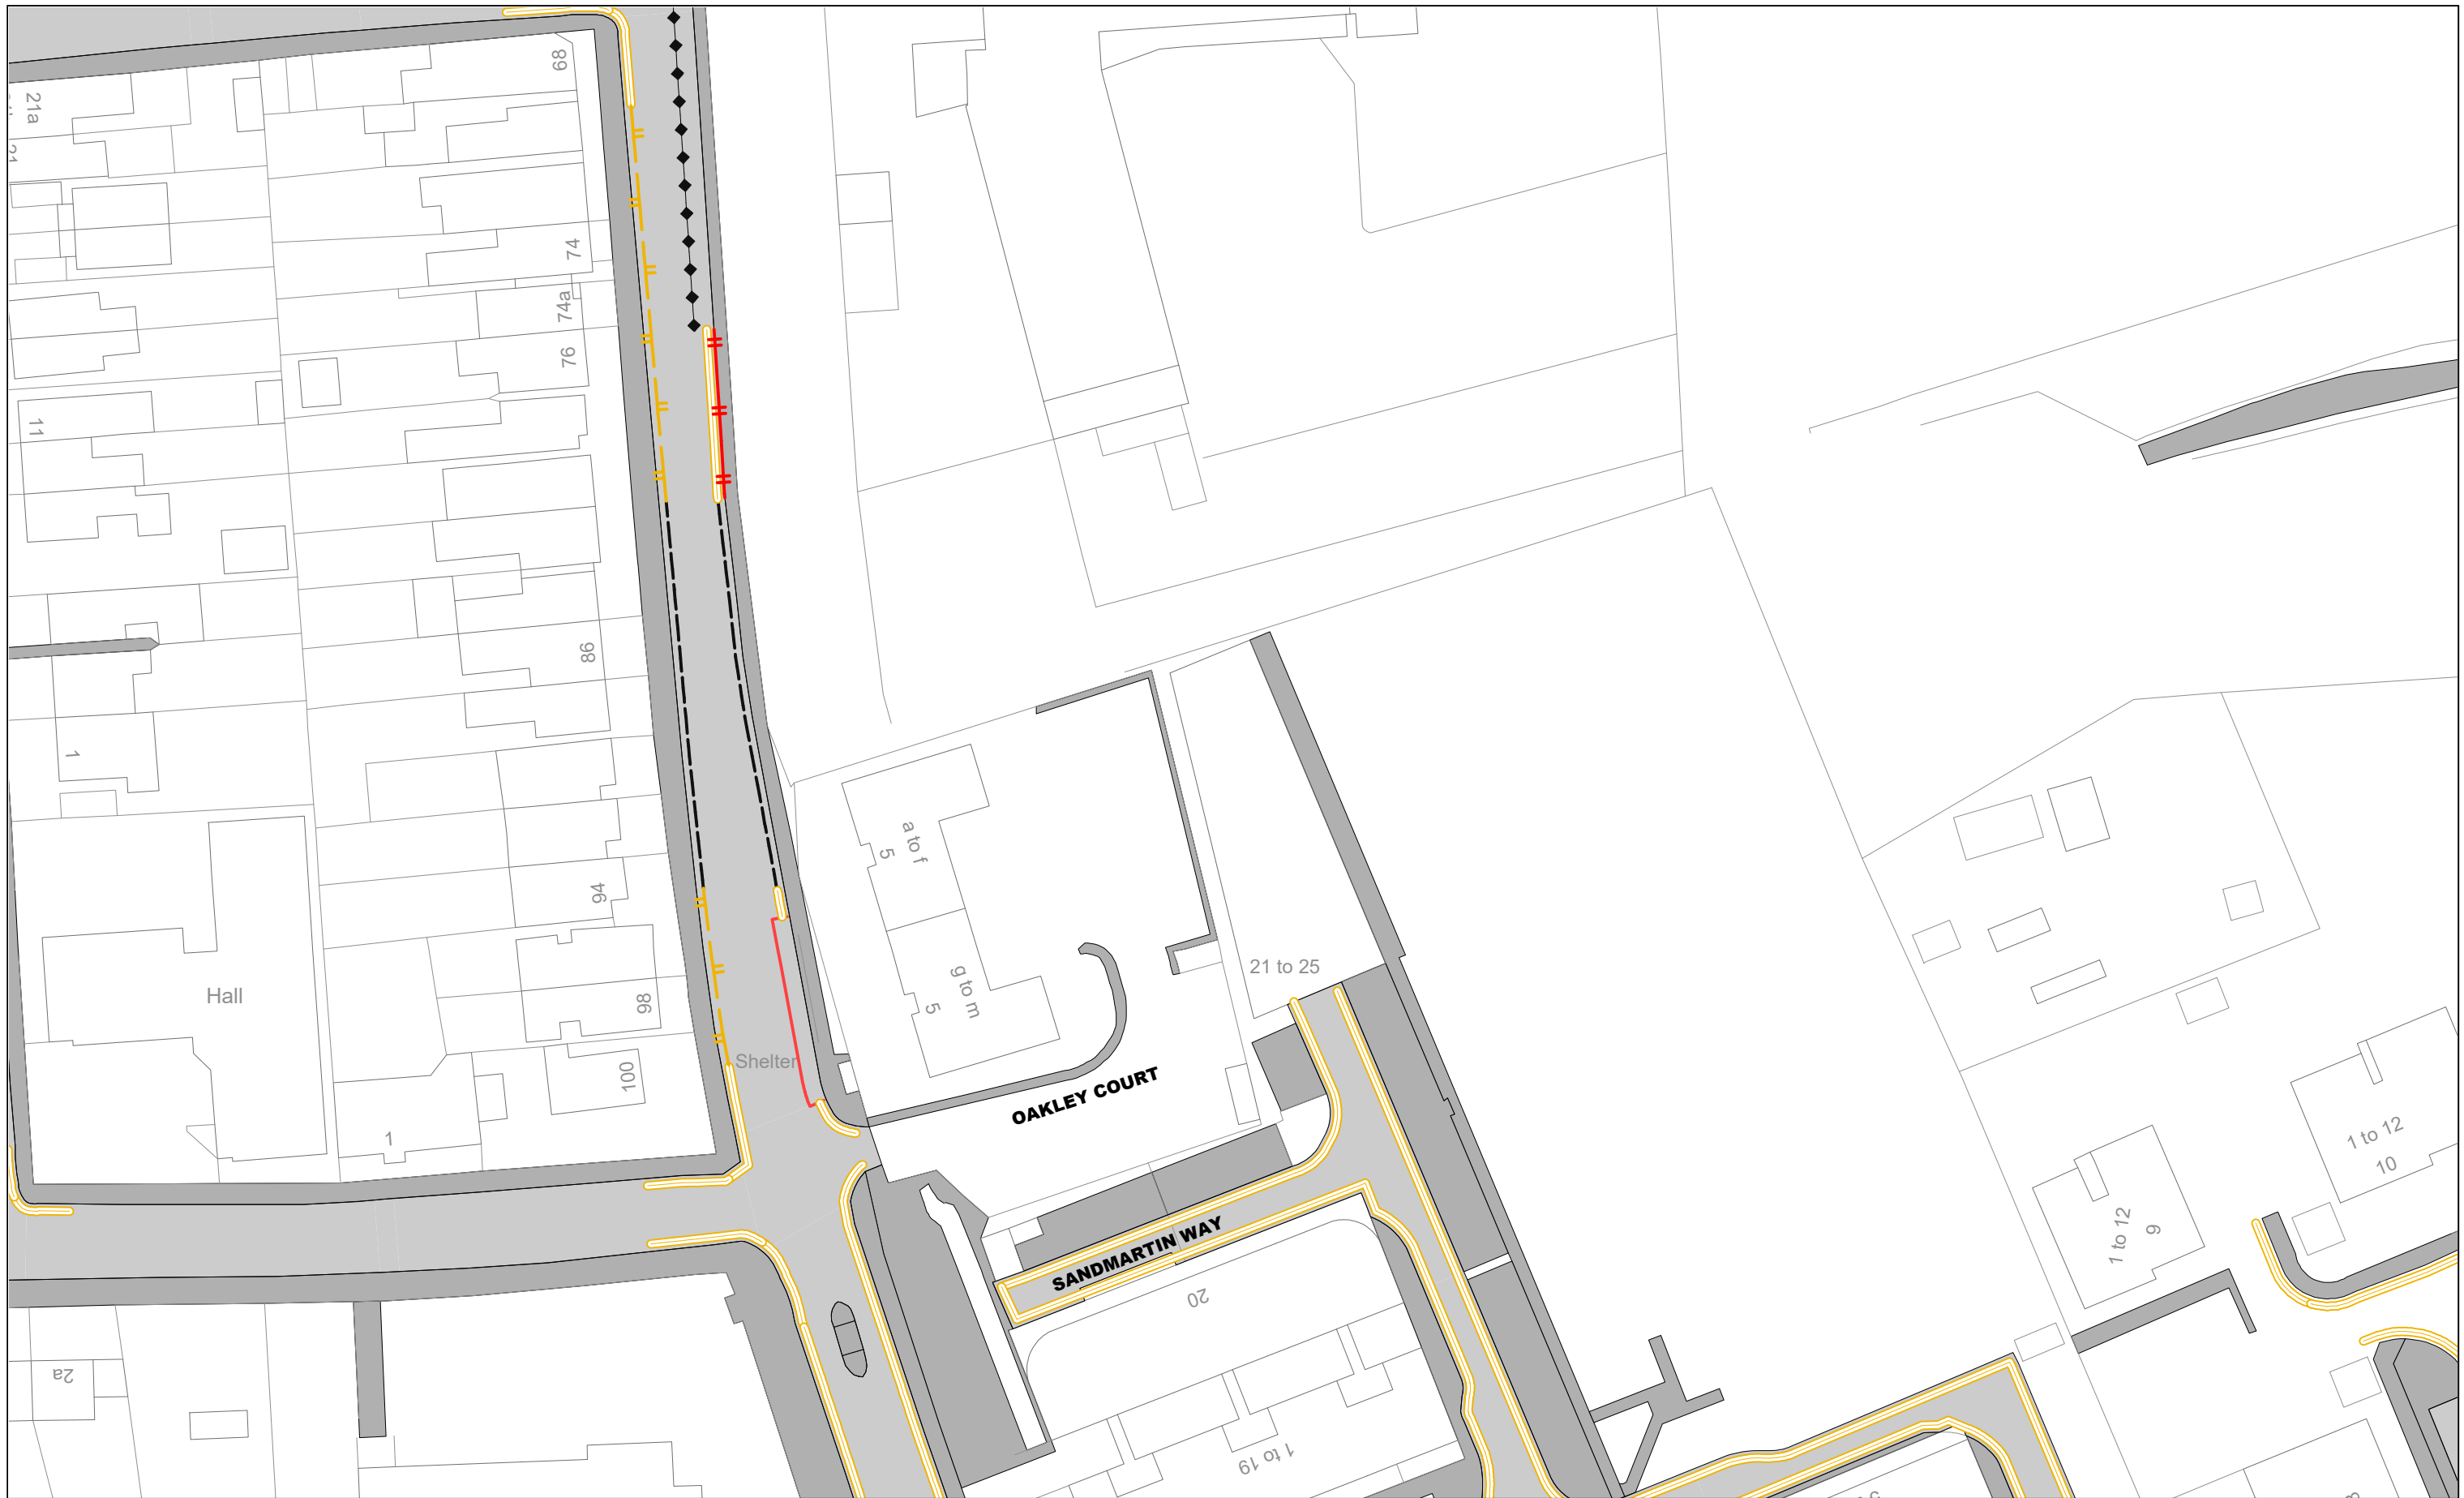 68
21a
74
74a
76
11
86
1
a to f
5
94
g to m
5
21 to 25
Hall
98
Shelter
100
OAKLEY COURT
1
1 to 12
10
1 to 12
9
SANDMARTIN WAY
20
2a
1 to 19